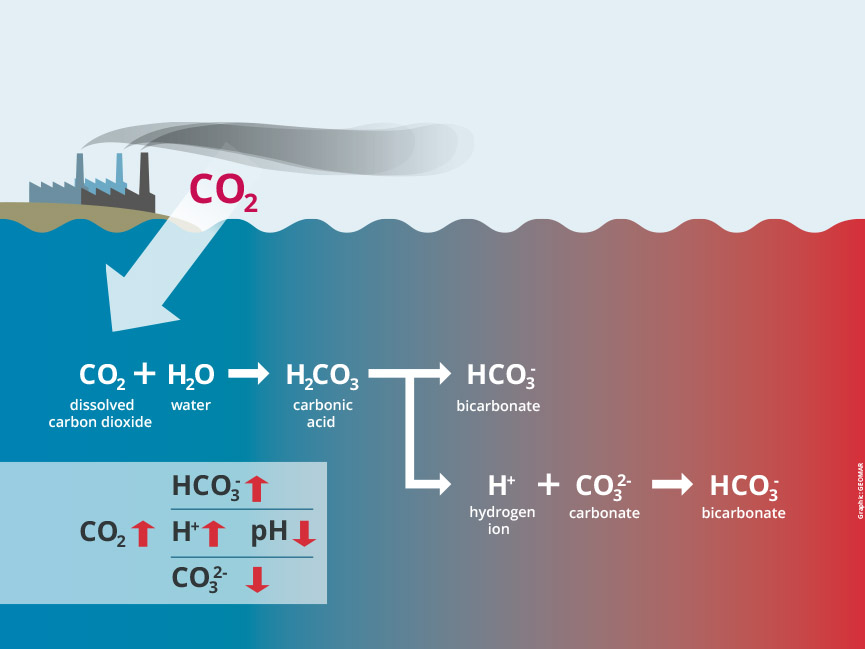 CO₂
CO₂ + H₂O → H₂CO₃ → HCO₃⁻
dissolved carbon dioxide
water
carbonic acid
bicarbonate
H⁺ + CO₃²⁻ → HCO₃⁻
hydrogen ion
carbonate
bicarbonate
HCO₃⁻ ↑
CO₂ ↑ H⁺ ↑ pH ↓
CO₃²⁻ ↓
Graphic: GEOMAR